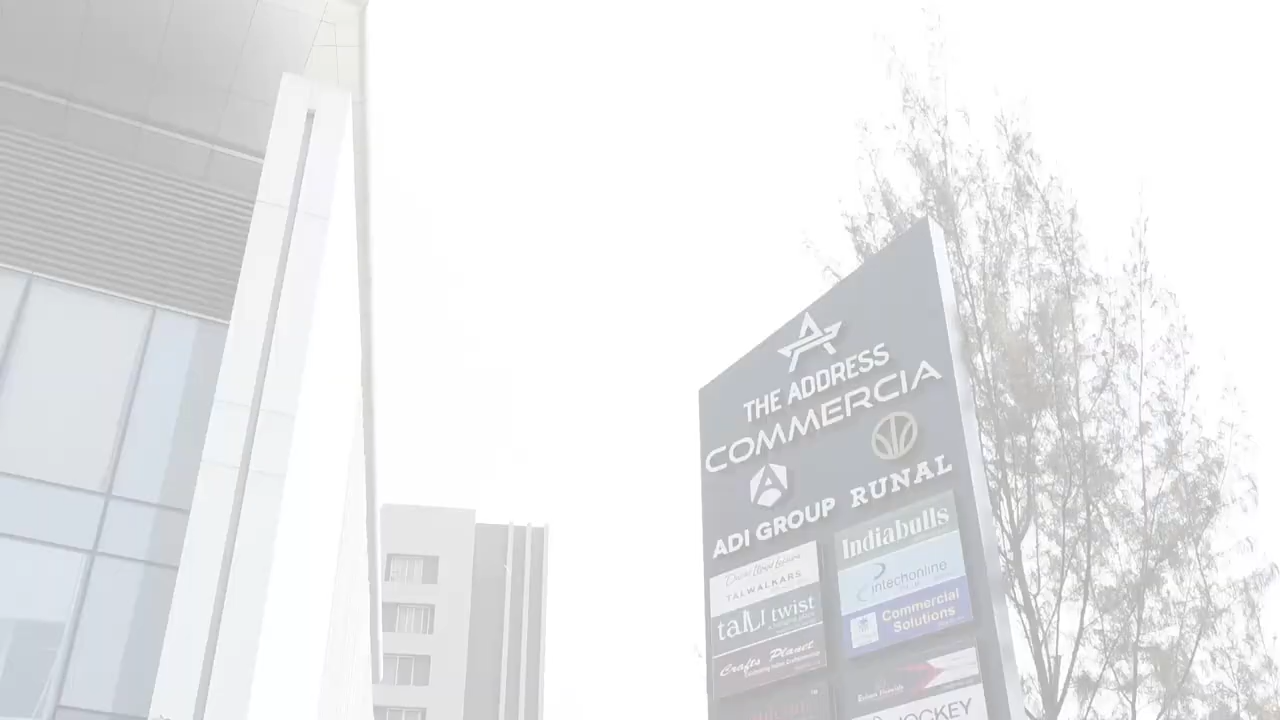 THE ADDRESS
COMMERCIA
ADI GROUP
RUNAL
TALWALKARS
Indiabulls
intechonline
talLi twist
Commercial
Solutions
Crafts Planet
JOCKEY